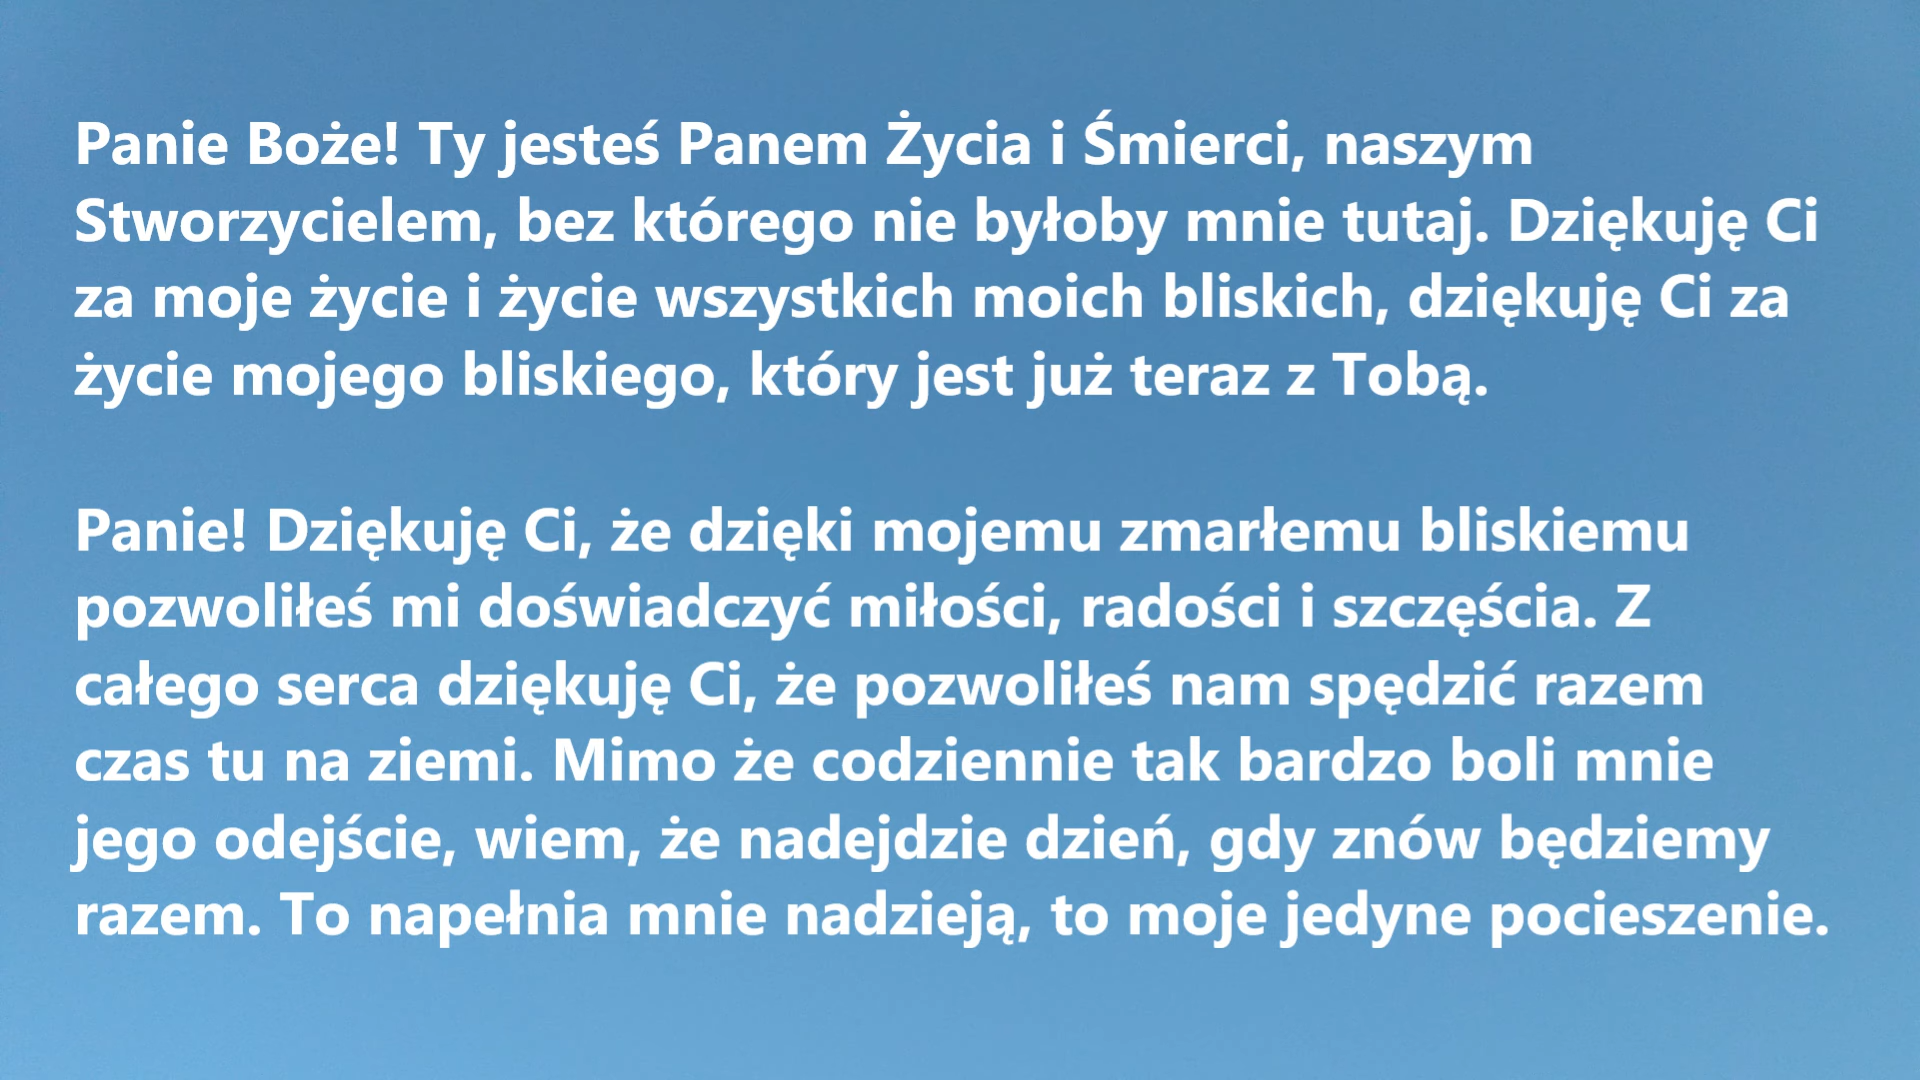 Panie Boże! Ty jesteś Panem Życia i Śmierci, naszym
Stworzycielem, bez którego nie byłoby mnie tutaj. Dziękuję Ci
za moje życie i życie wszystkich moich bliskich, dziękuję Ci za
życie mojego bliskiego, który jest już teraz z Tobą.
Panie! Dziękuję Ci, że dzięki mojemu zmarłemu bliskiemu
pozwoliłeś mi doświadczyć miłości, radości i szczęścia. Z
całego serca dziękuję Ci, że pozwoliłeś nam spędzić razem
czas tu na ziemi. Mimo że codziennie tak bardzo boli mnie
jego odejście, wiem, że nadejdzie dzień, gdy znów będziemy
razem. To napełnia mnie nadzieją, to moje jedyne pocieszenie.